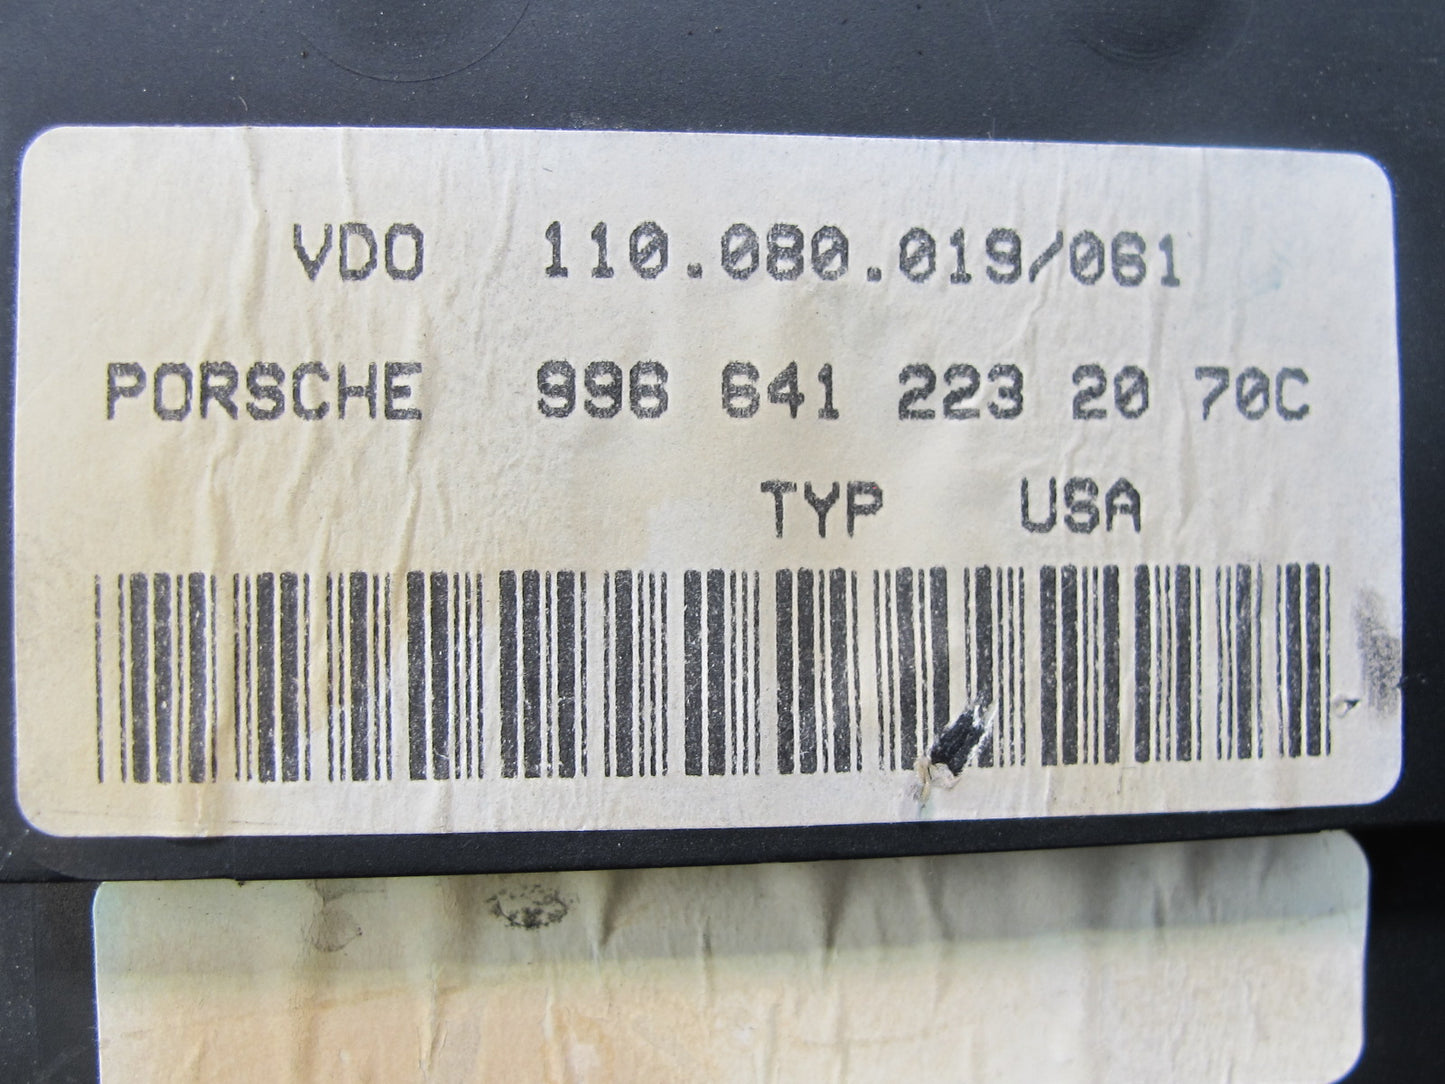 VDO 110.080.019/061
PORSCHE 996 641 223 20 70C
TYP USA